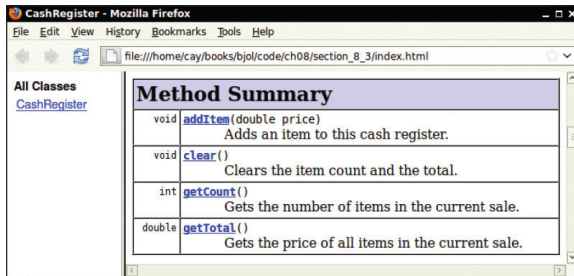 CashRegister - Mozilla Firefox
File Edit View History Bookmarks Tools Help
file:///home/cay/books/bjol/code/ch08/section_8_3/index.html
All Classes
CashRegister
Method Summary
void addItem(double price)
Adds an item to this cash register.
void clear()
Clears the item count and the total.
int getCount()
Gets the number of items in the current sale.
double getTotal()
Gets the price of all items in the current sale.